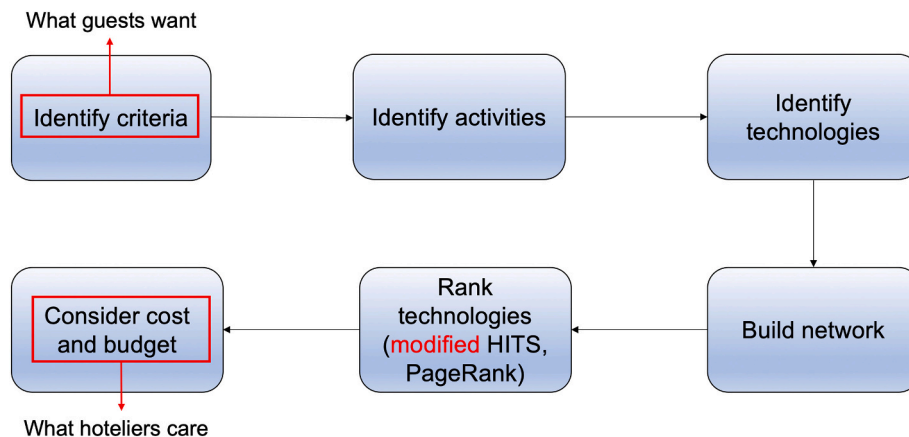 What guests want
Identify criteria
Identify activities
Identify
technologies
Consider cost
and budget
Rank
technologies
(modified HITS,
PageRank)
Build network
What hoteliers care